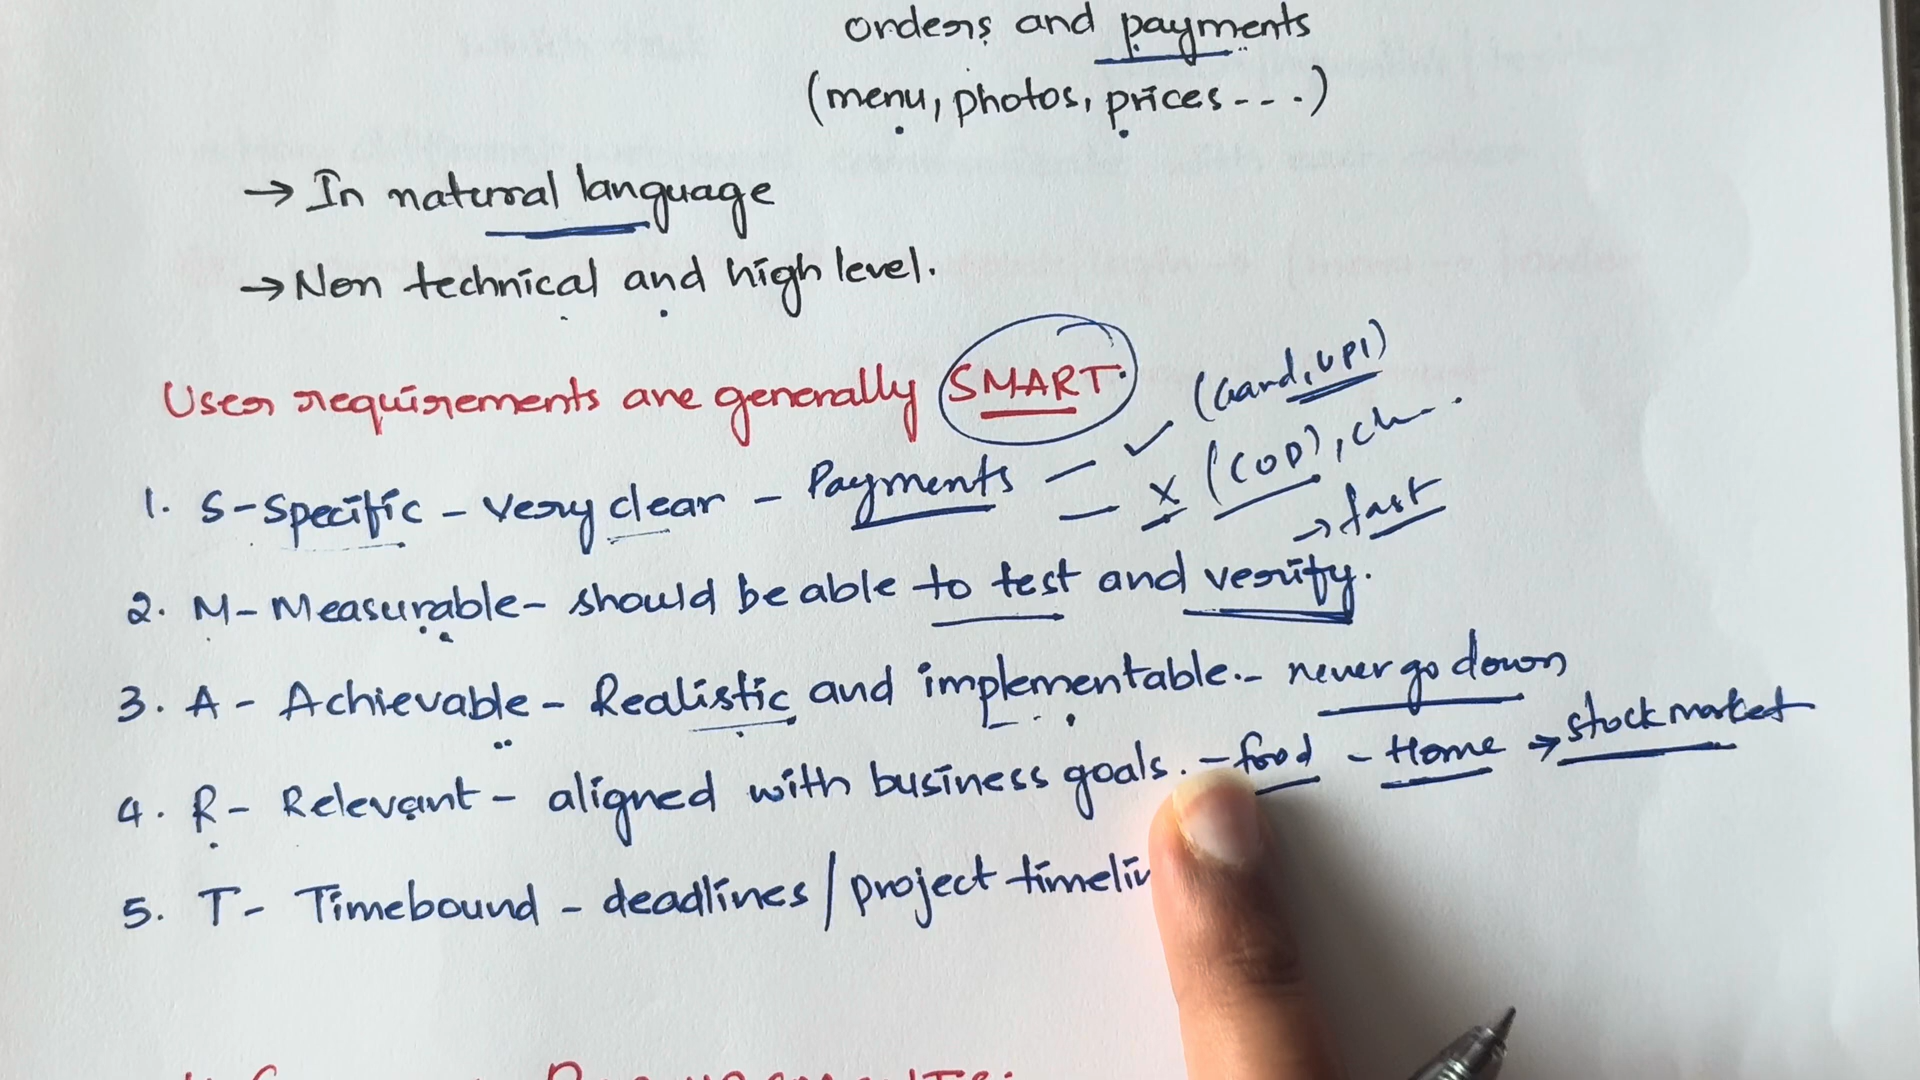 orders and payments
(menu, photos, prices---.)
→ In natural language
→ Non technical and high level.
User requirements are generally SMART.
(card, UPI)
1. S-Specific - Very clear - Payments - ✓
- x (COD), ch--.
→ fast
2. M-Measurable- should be able to test and verify.
3. A - Achievable - Realistic and implementable.- never go down
4. R- Relevant - aligned with business goals. - food - Home → stock market
5. T- Timebound - deadlines/project